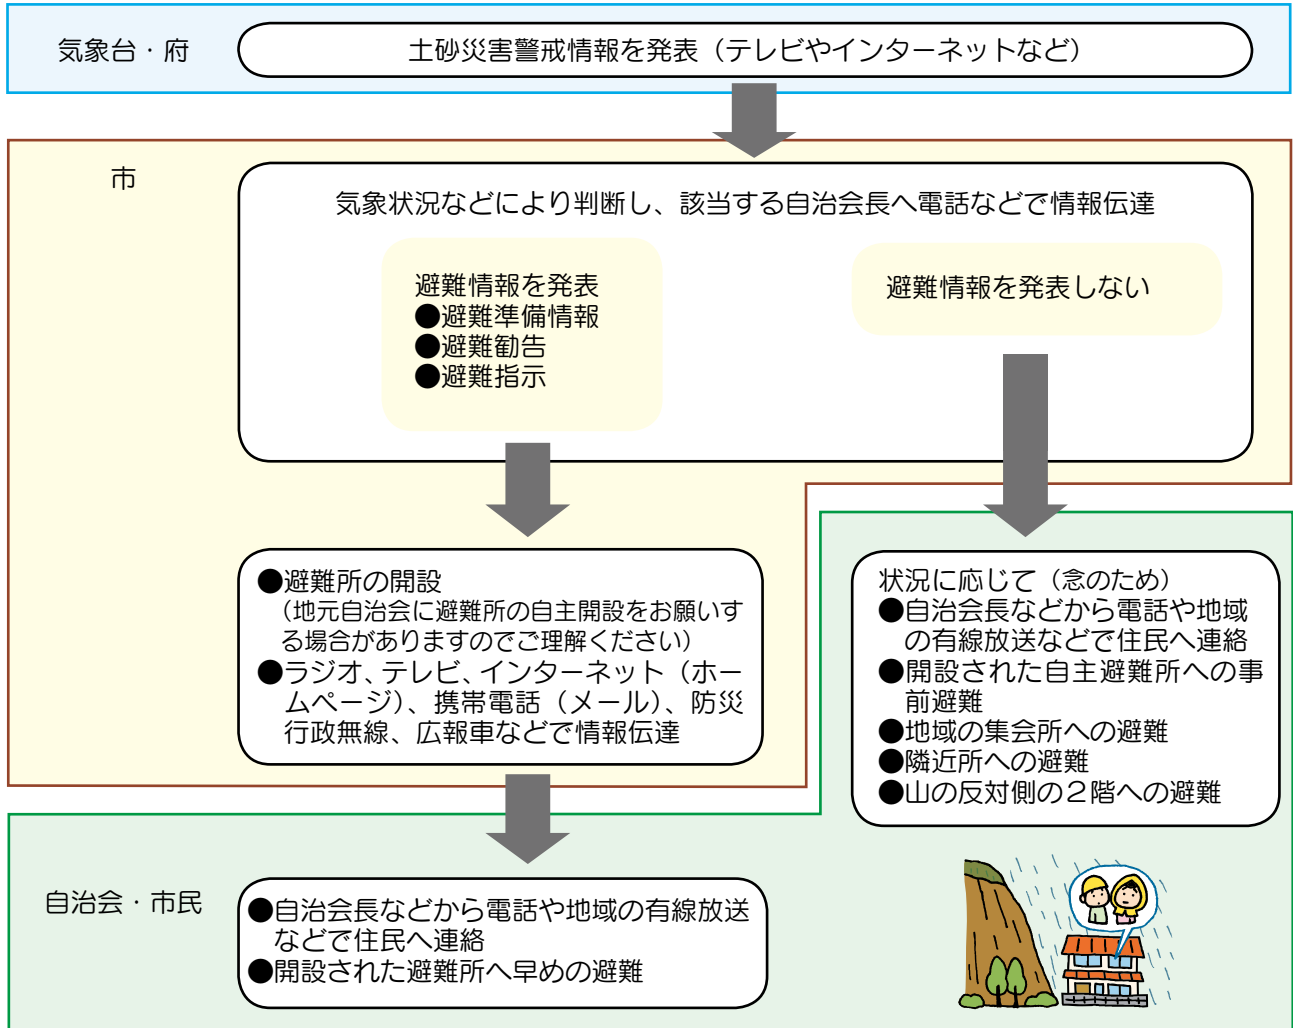 気象台・府
土砂災害警戒情報を発表（テレビやインターネットなど）
市
気象状況などにより判断し、該当する自治会長へ電話などで情報伝達
避難情報を発表
●避難準備情報
●避難勧告
●避難指示
避難情報を発表しない
●避難所の開設
（地元自治会に避難所の自主開設をお願いす
る場合がありますのでご理解ください）
●ラジオ、テレビ、インターネット（ホー
ムページ）、携帯電話（メール）、防災
行政無線、広報車などで情報伝達
状況に応じて（念のため）
●自治会長などから電話や地域
の有線放送などで住民へ連絡
●開設された自主避難所への事
前避難
●地域の集会所への避難
●隣近所への避難
●山の反対側の２階への避難
自治会・市民
●自治会長などから電話や地域の有線放送
などで住民へ連絡
●開設された避難所へ早めの避難